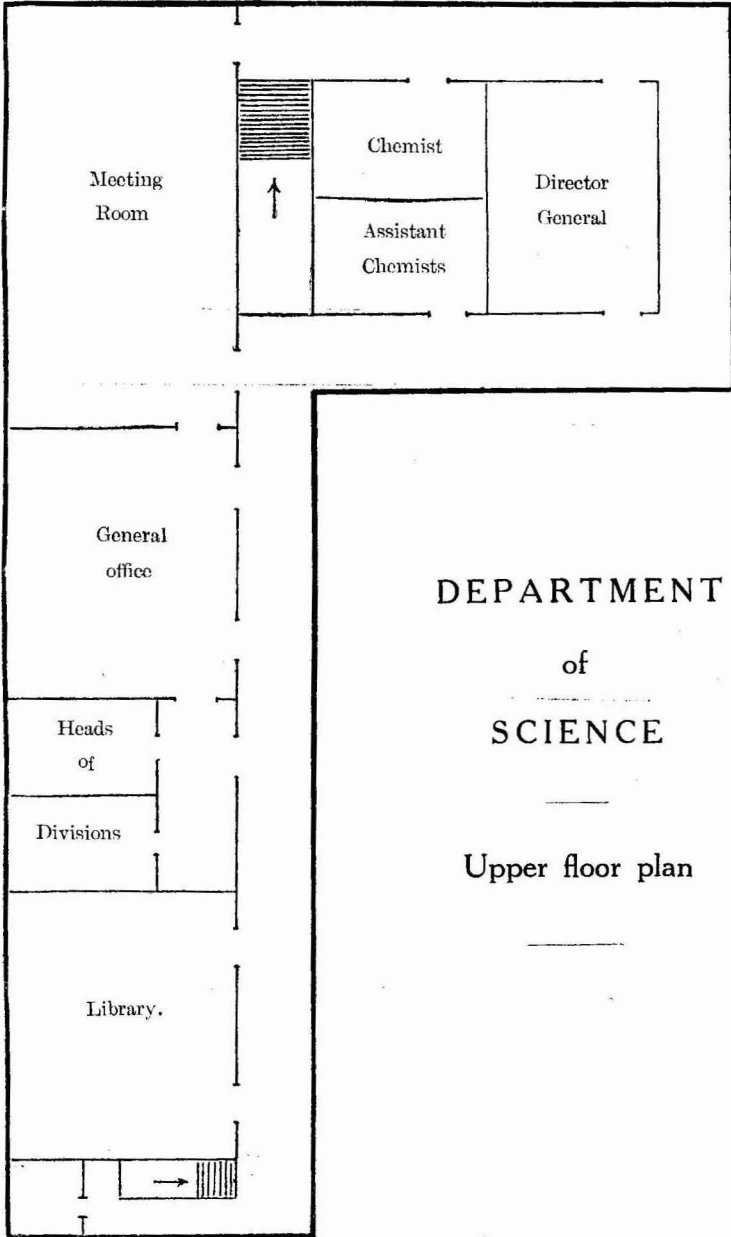 Meeting
Room
Chemist
Assistant
Chemists
Director
General
General
office
Heads
of
Divisions
Library.
DEPARTMENT
of
SCIENCE
Upper floor plan